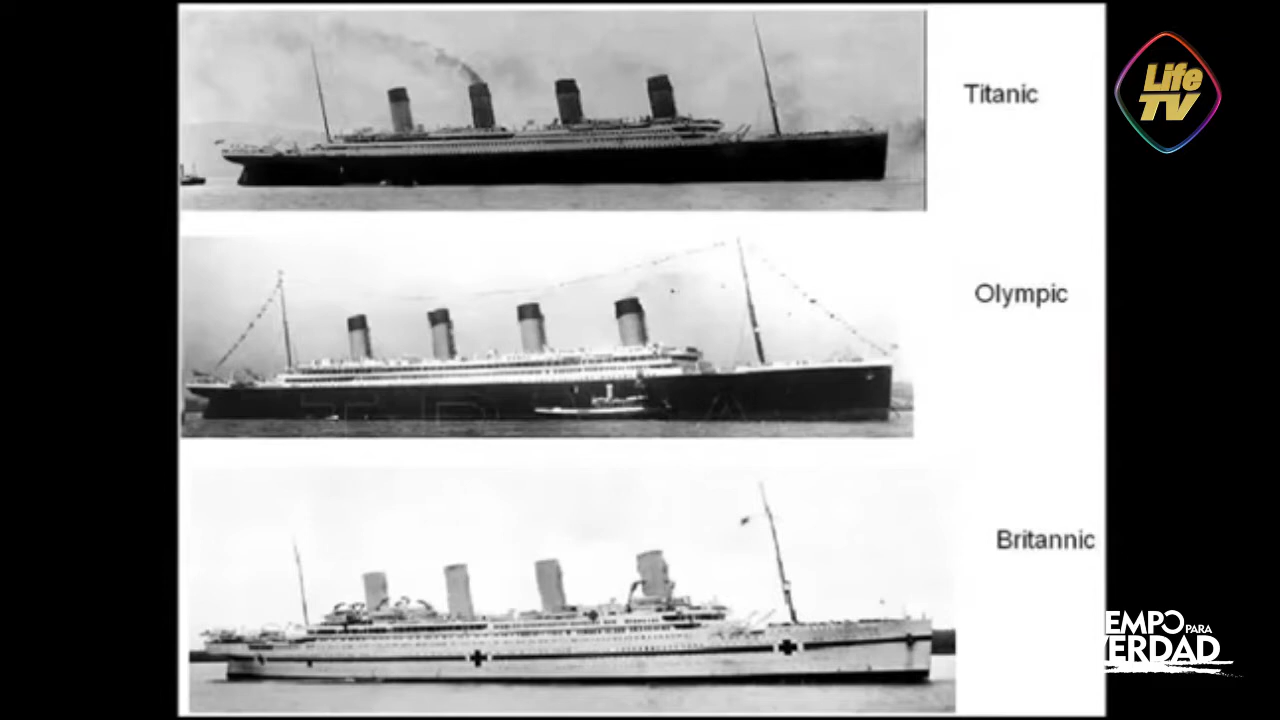 Titanic
Life
TV
Olympic
Britannic
EMPO PARA
ERDAD